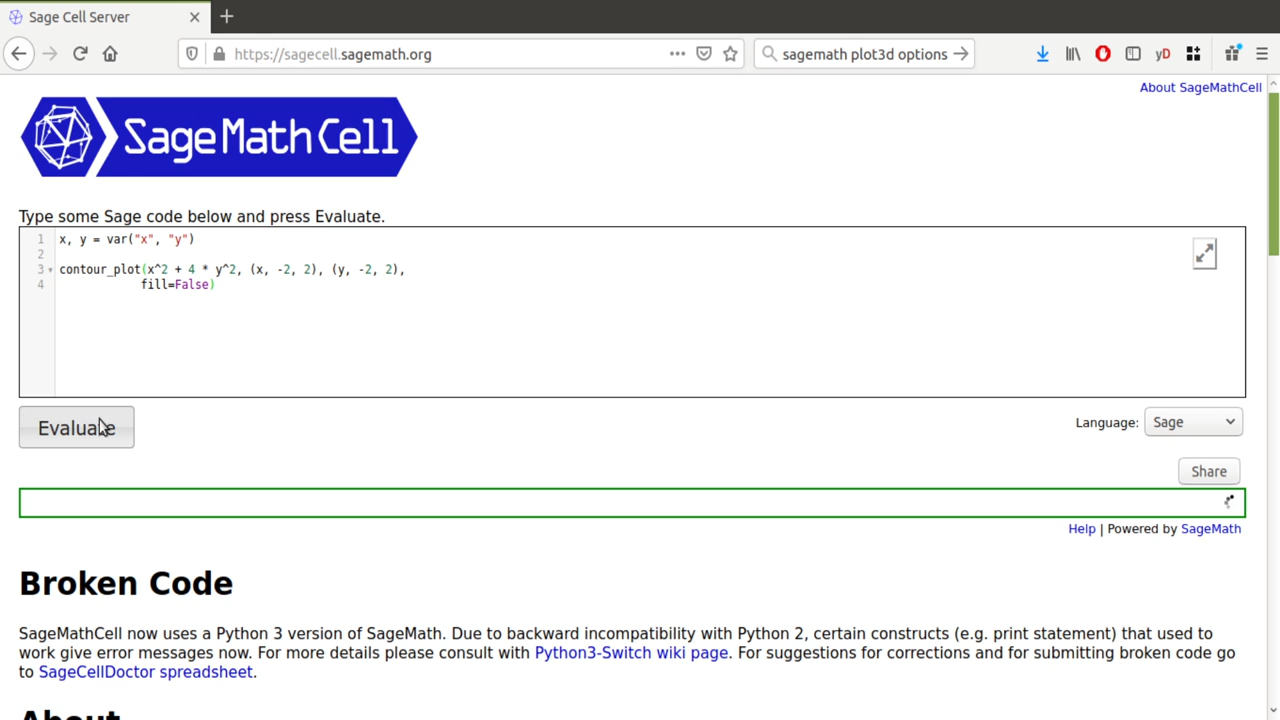 Sage Cell Server
https://sagecell.sagemath.org
sagemath plot3d options
yD
About SageMathCell
SageMathCell
Type some Sage code below and press Evaluate.
1 x, y = var("x", "y")
2
3 contour_plot(x^2 + 4 * y^2, (x, -2, 2), (y, -2, 2),
4 fill=False)
Evaluate
Language: Sage
Share
Help | Powered by SageMath
Broken Code
SageMathCell now uses a Python 3 version of SageMath. Due to backward incompatibility with Python 2, certain constructs (e.g. print statement) that used to
work give error messages now. For more details please consult with Python3-Switch wiki page. For suggestions for corrections and for submitting broken code go
to SageCellDoctor spreadsheet.
About